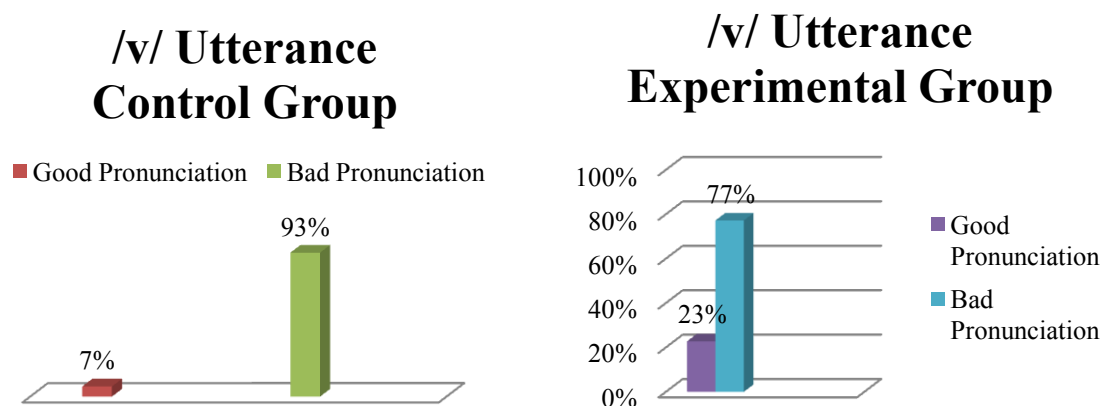 /v/ Utterance
Control Group
Good Pronunciation Bad Pronunciation
93%
7%
/v/ Utterance
Experimental Group
100%
80%
60%
40%
20%
0%
77%
23%
Good
Pronunciation
Bad
Pronunciation